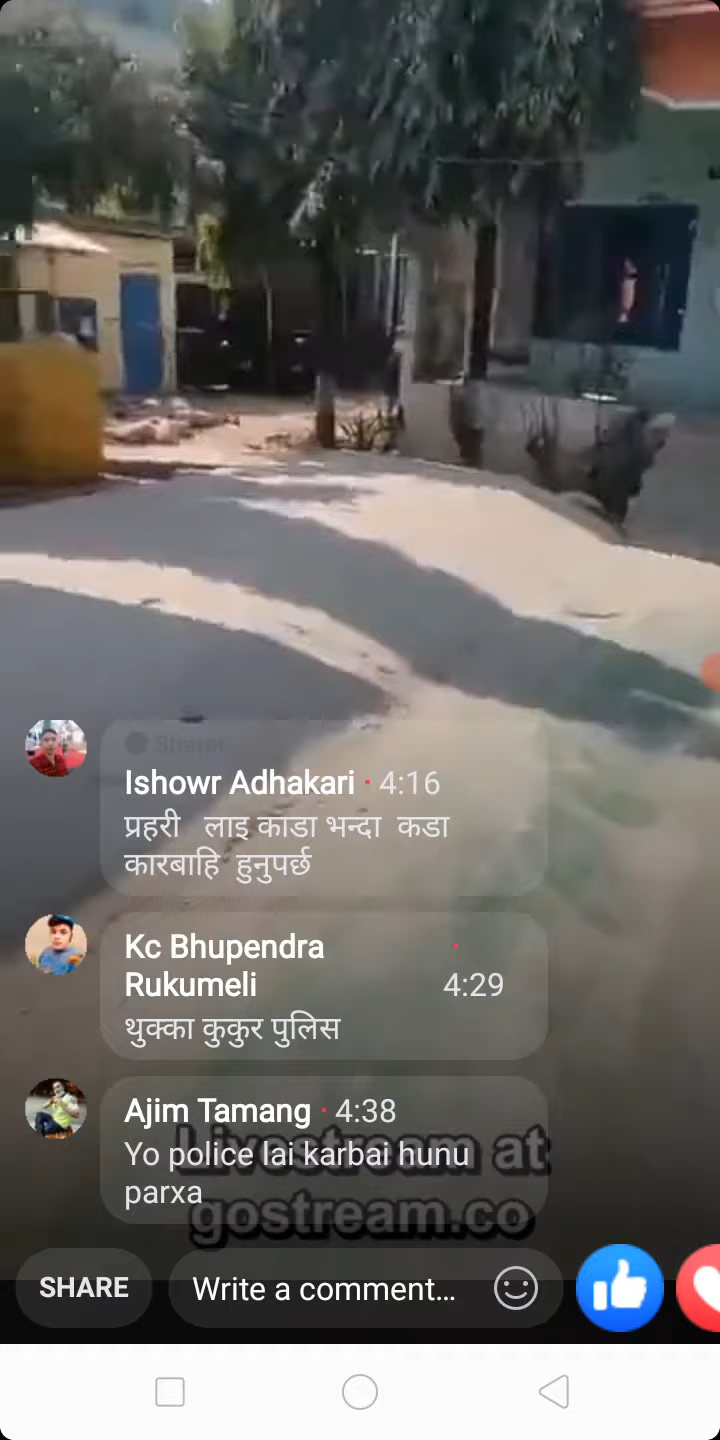 Sharer
Ishowr Adhakari · 4:16
प्रहरी लाइ काडा भन्दा कडा
कारबाहि हुनुपर्छ
Kc Bhupendra
Rukumeli · 4:29
थुक्का कुकुर पुलिस
Ajim Tamang · 4:38
Yo police lai karbai hunu
parxa
Livestream at
gostream.co
SHARE
Write a comment...